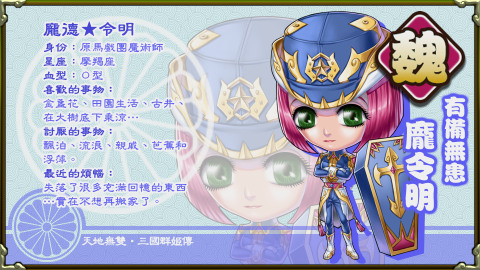 龐德★令明
身份：原馬戲團魔術師
星座：摩羯座
血型：O型
喜歡的事物：
金盞花、田園生活、古井、
在大樹底下乘涼…
討厭的事物：
飄泊、流浪、親戚、芭蕉和
浮萍。
最近的煩惱：
失落了很多充滿回憶的東西
…實在不想再搬家了。
天地無雙‧三國群姬傳
魏
有備無患
龐令明